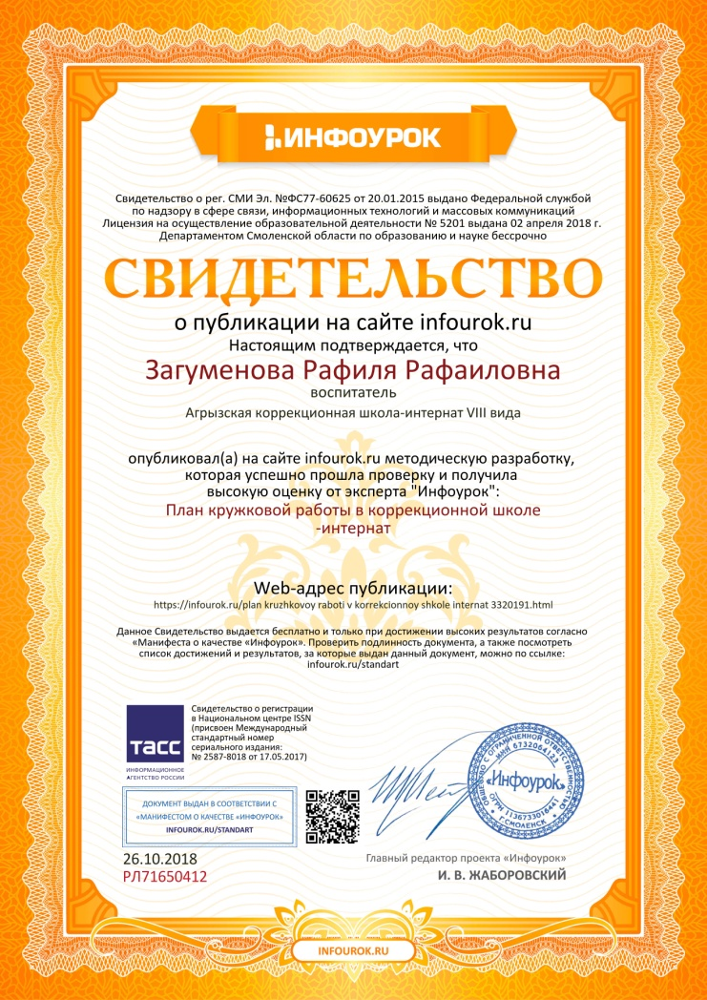 ИНФОУРОК
Свидетельство о рег. СМИ Эл. №ФС77-60625 от 20.01.2015 выдано Федеральной службой
по надзору в сфере связи, информационных технологий и массовых коммуникаций
Лицензия на осуществление образовательной деятельности № 5201 выдана 02 апреля 2018 г.
Департаментом Смоленской области по образованию и науке бессрочно
СВИДЕТЕЛЬСТВО
о публикации на сайте infourok.ru
Настоящим подтверждается, что
Загуменова Рафиля Рафаиловна
воспитатель
Агрызская коррекционная школа-интернат VIII вида
опубликовал(а) на сайте infourok.ru методическую разработку,
которая успешно прошла проверку и получила
высокую оценку от эксперта "Инфоурок":
План кружковой работы в коррекционной школе
-интернат
Web-адрес публикации:
https://infourok.ru/plan kruzhkovoy raboti v korrekcionnoy shkole internat 3320191.html
Данное Свидетельство выдается бесплатно и только при достижении высоких результатов согласно
«Манифеста о качестве «Инфоурок». Проверить подлинность документа, а также посмотреть
список достижений и результатов, за которые выдан данный документ, можно по ссылке:
infourok.ru/standart
Свидетельство о регистрации
в Национальном центре ISSN
(присвоен Международный
стандартный номер
сериального издания:
№ 2587-8018 от 17.05.2017)
ТАСС
ИНФОРМАЦИОННОЕ
АГЕНТСТВО РОССИИ
ДОКУМЕНТ ВЫДАН В СООТВЕТСТВИИ С
«МАНИФЕСТОМ О КАЧЕСТВЕ «ИНФОУРОК»
INFOUROK.RU/STANDART
ОБЩЕСТВО С ОГРАНИЧЕННОЙ ОТВЕТСТВЕННОСТЬЮ
ИНН 6732064123
«Инфоурок»
ОГРН 1136733016441
Г.СМОЛЕНСК
26.10.2018
РЛ71650412
Главный редактор проекта «Инфоурок»
И. В. ЖАБОРОВСКИЙ
INFOUROK.RU